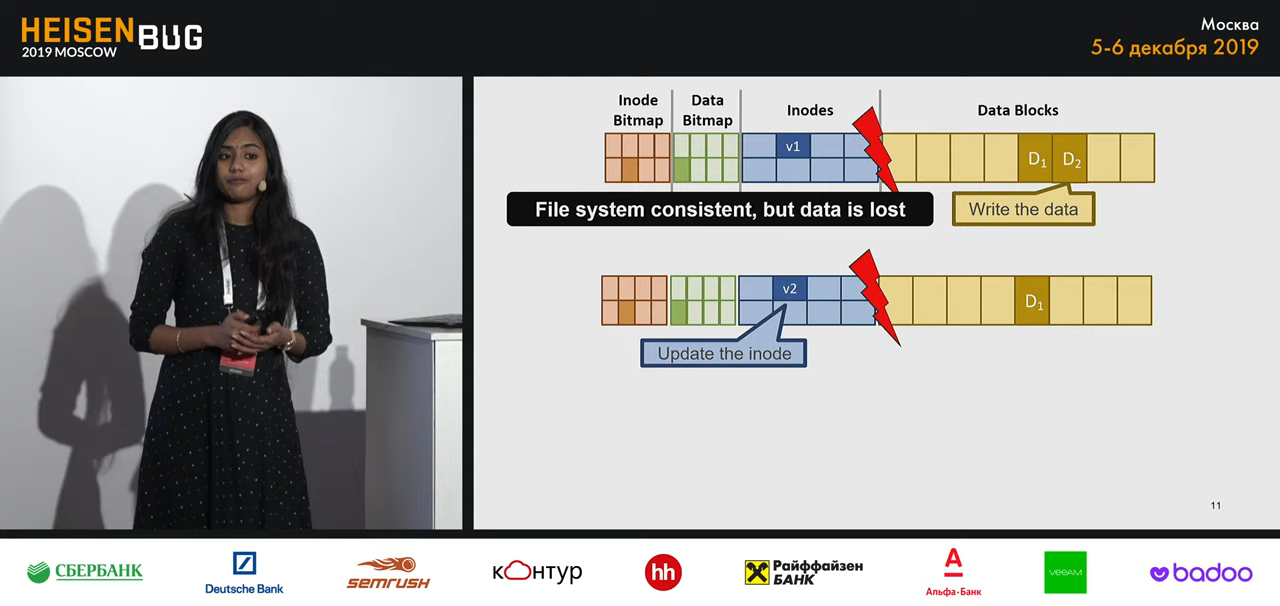 HEISENBUG
2019 MOSCOW
Москва
5-6 декабря 2019
Inode Bitmap
Data Bitmap
Inodes
Data Blocks
v1
D1
D2
File system consistent, but data is lost
Write the data
v2
D1
Update the inode
11
СБЕРБАНК
Deutsche Bank
semrush
контур
hh
Райффайзен
БАНК
А
Альфа·Банк
veeam
badoo